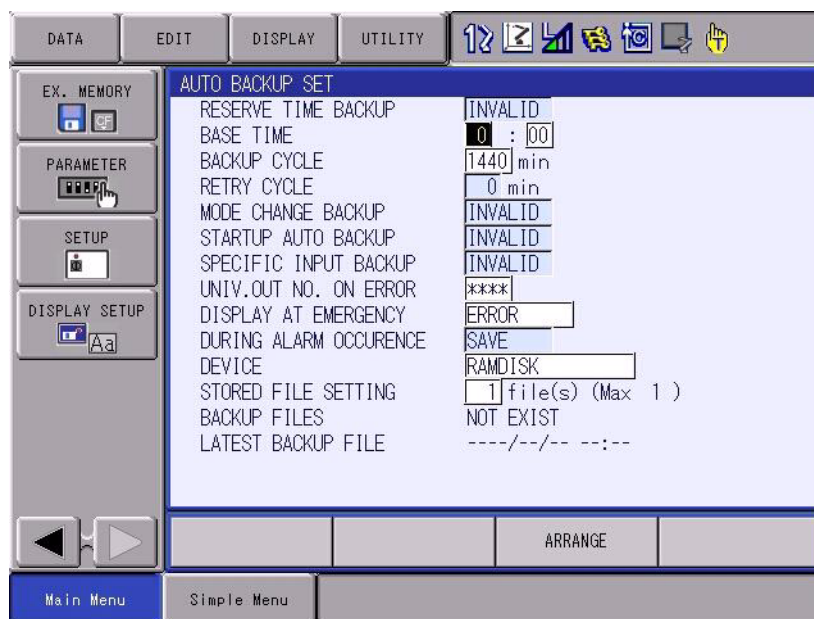 DATA EDIT DISPLAY UTILITY
EX. MEMORY
CF
PARAMETER
SETUP
DISPLAY SETUP
Aa
AUTO BACKUP SET
RESERVE TIME BACKUP INVALID
BASE TIME 0 : 00
BACKUP CYCLE 1440 min
RETRY CYCLE 0 min
MODE CHANGE BACKUP INVALID
STARTUP AUTO BACKUP INVALID
SPECIFIC INPUT BACKUP INVALID
UNIV.OUT NO. ON ERROR ****
DISPLAY AT EMERGENCY ERROR
DURING ALARM OCCURENCE SAVE
DEVICE RAMDISK
STORED FILE SETTING 1 file(s) (Max 1 )
BACKUP FILES NOT EXIST
LATEST BACKUP FILE ----/--/-- --:--
ARRANGE
Main Menu Simple Menu